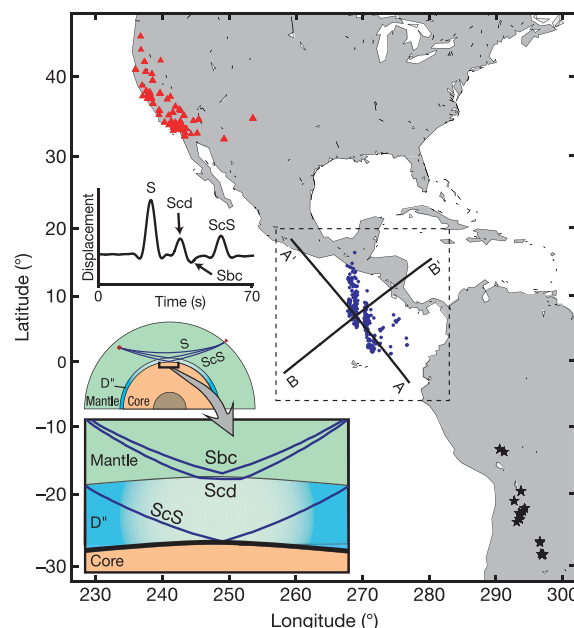 Latitude (°)
40
30
20
10
0
−10
−20
−30
230
240
250
260
270
280
290
300
Longitude (°)
Displacement
S
Scd
ScS
Sbc
0
70
Time (s)
A'
B'
B
A
S
ScS
D"
Mantle
Core
Mantle
Sbc
Scd
ScS
D"
Core